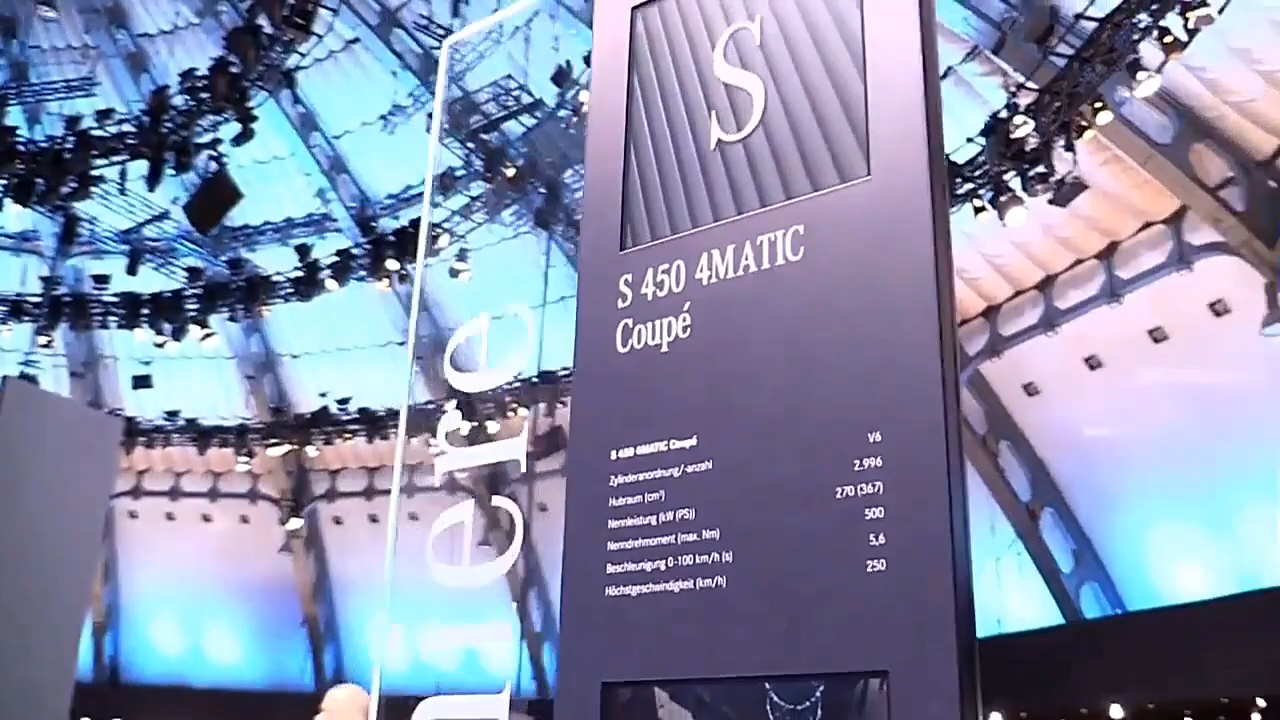 S
S 450 4MATIC
Coupé
S 450 4MATIC Coupé
Zylinderanordnung/-anzahl V6
Hubraum (cm³) 2.996
Nennleistung (kW (PS)) 270 (367)
Nenndrehmoment (max. Nm) 500
Beschleunigung 0-100 km/h (s) 5,6
Höchstgeschwindigkeit (km/h) 250
iere